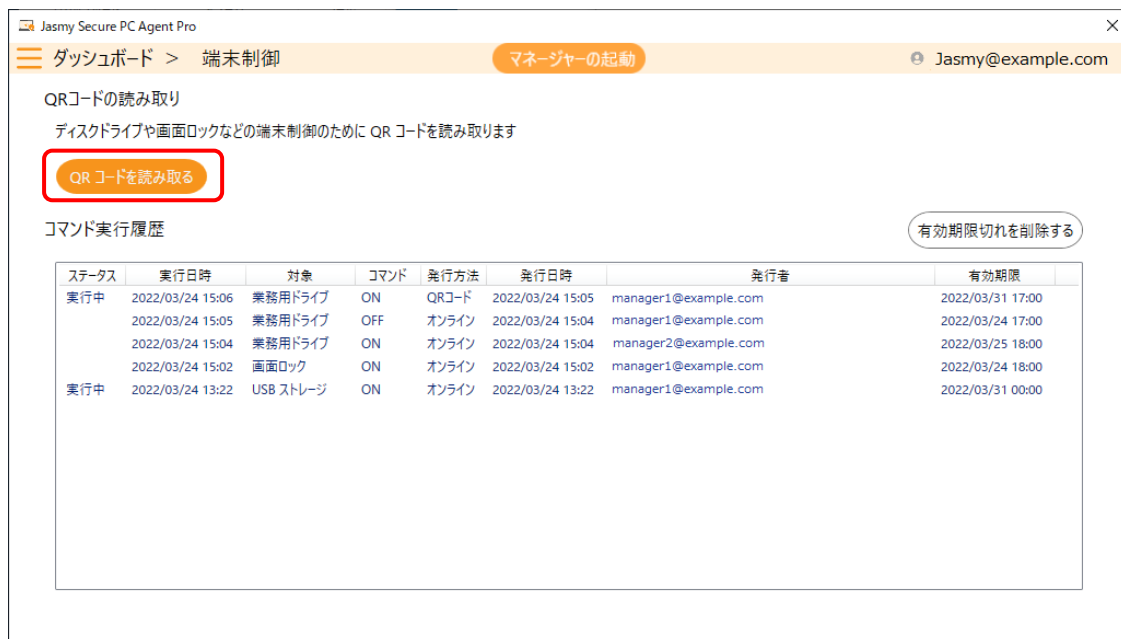 Jasmy Secure PC Agent Pro
ダッシュボード > 端末制御 マネージャーの起動 Jasmy@example.com
QRコードの読み取り
ディスクドライブや画面ロックなどの端末制御のために QR コードを読み取ります
QR コードを読み取る
コマンド実行履歴 有効期限切れを削除する
ステータス 実行日時 対象 コマンド 発行方法 発行日時 発行者 有効期限
実行中 2022/03/24 15:06 業務用ドライブ ON QRコード 2022/03/24 15:05 manager1@example.com 2022/03/31 17:00
2022/03/24 15:05 業務用ドライブ OFF オンライン 2022/03/24 15:04 manager1@example.com 2022/03/24 17:00
2022/03/24 15:04 業務用ドライブ ON オンライン 2022/03/24 15:04 manager2@example.com 2022/03/25 18:00
2022/03/24 15:02 画面ロック ON オンライン 2022/03/24 15:02 manager1@example.com 2022/03/24 18:00
実行中 2022/03/24 13:22 USB ストレージ ON オンライン 2022/03/24 13:22 manager1@example.com 2022/03/31 00:00